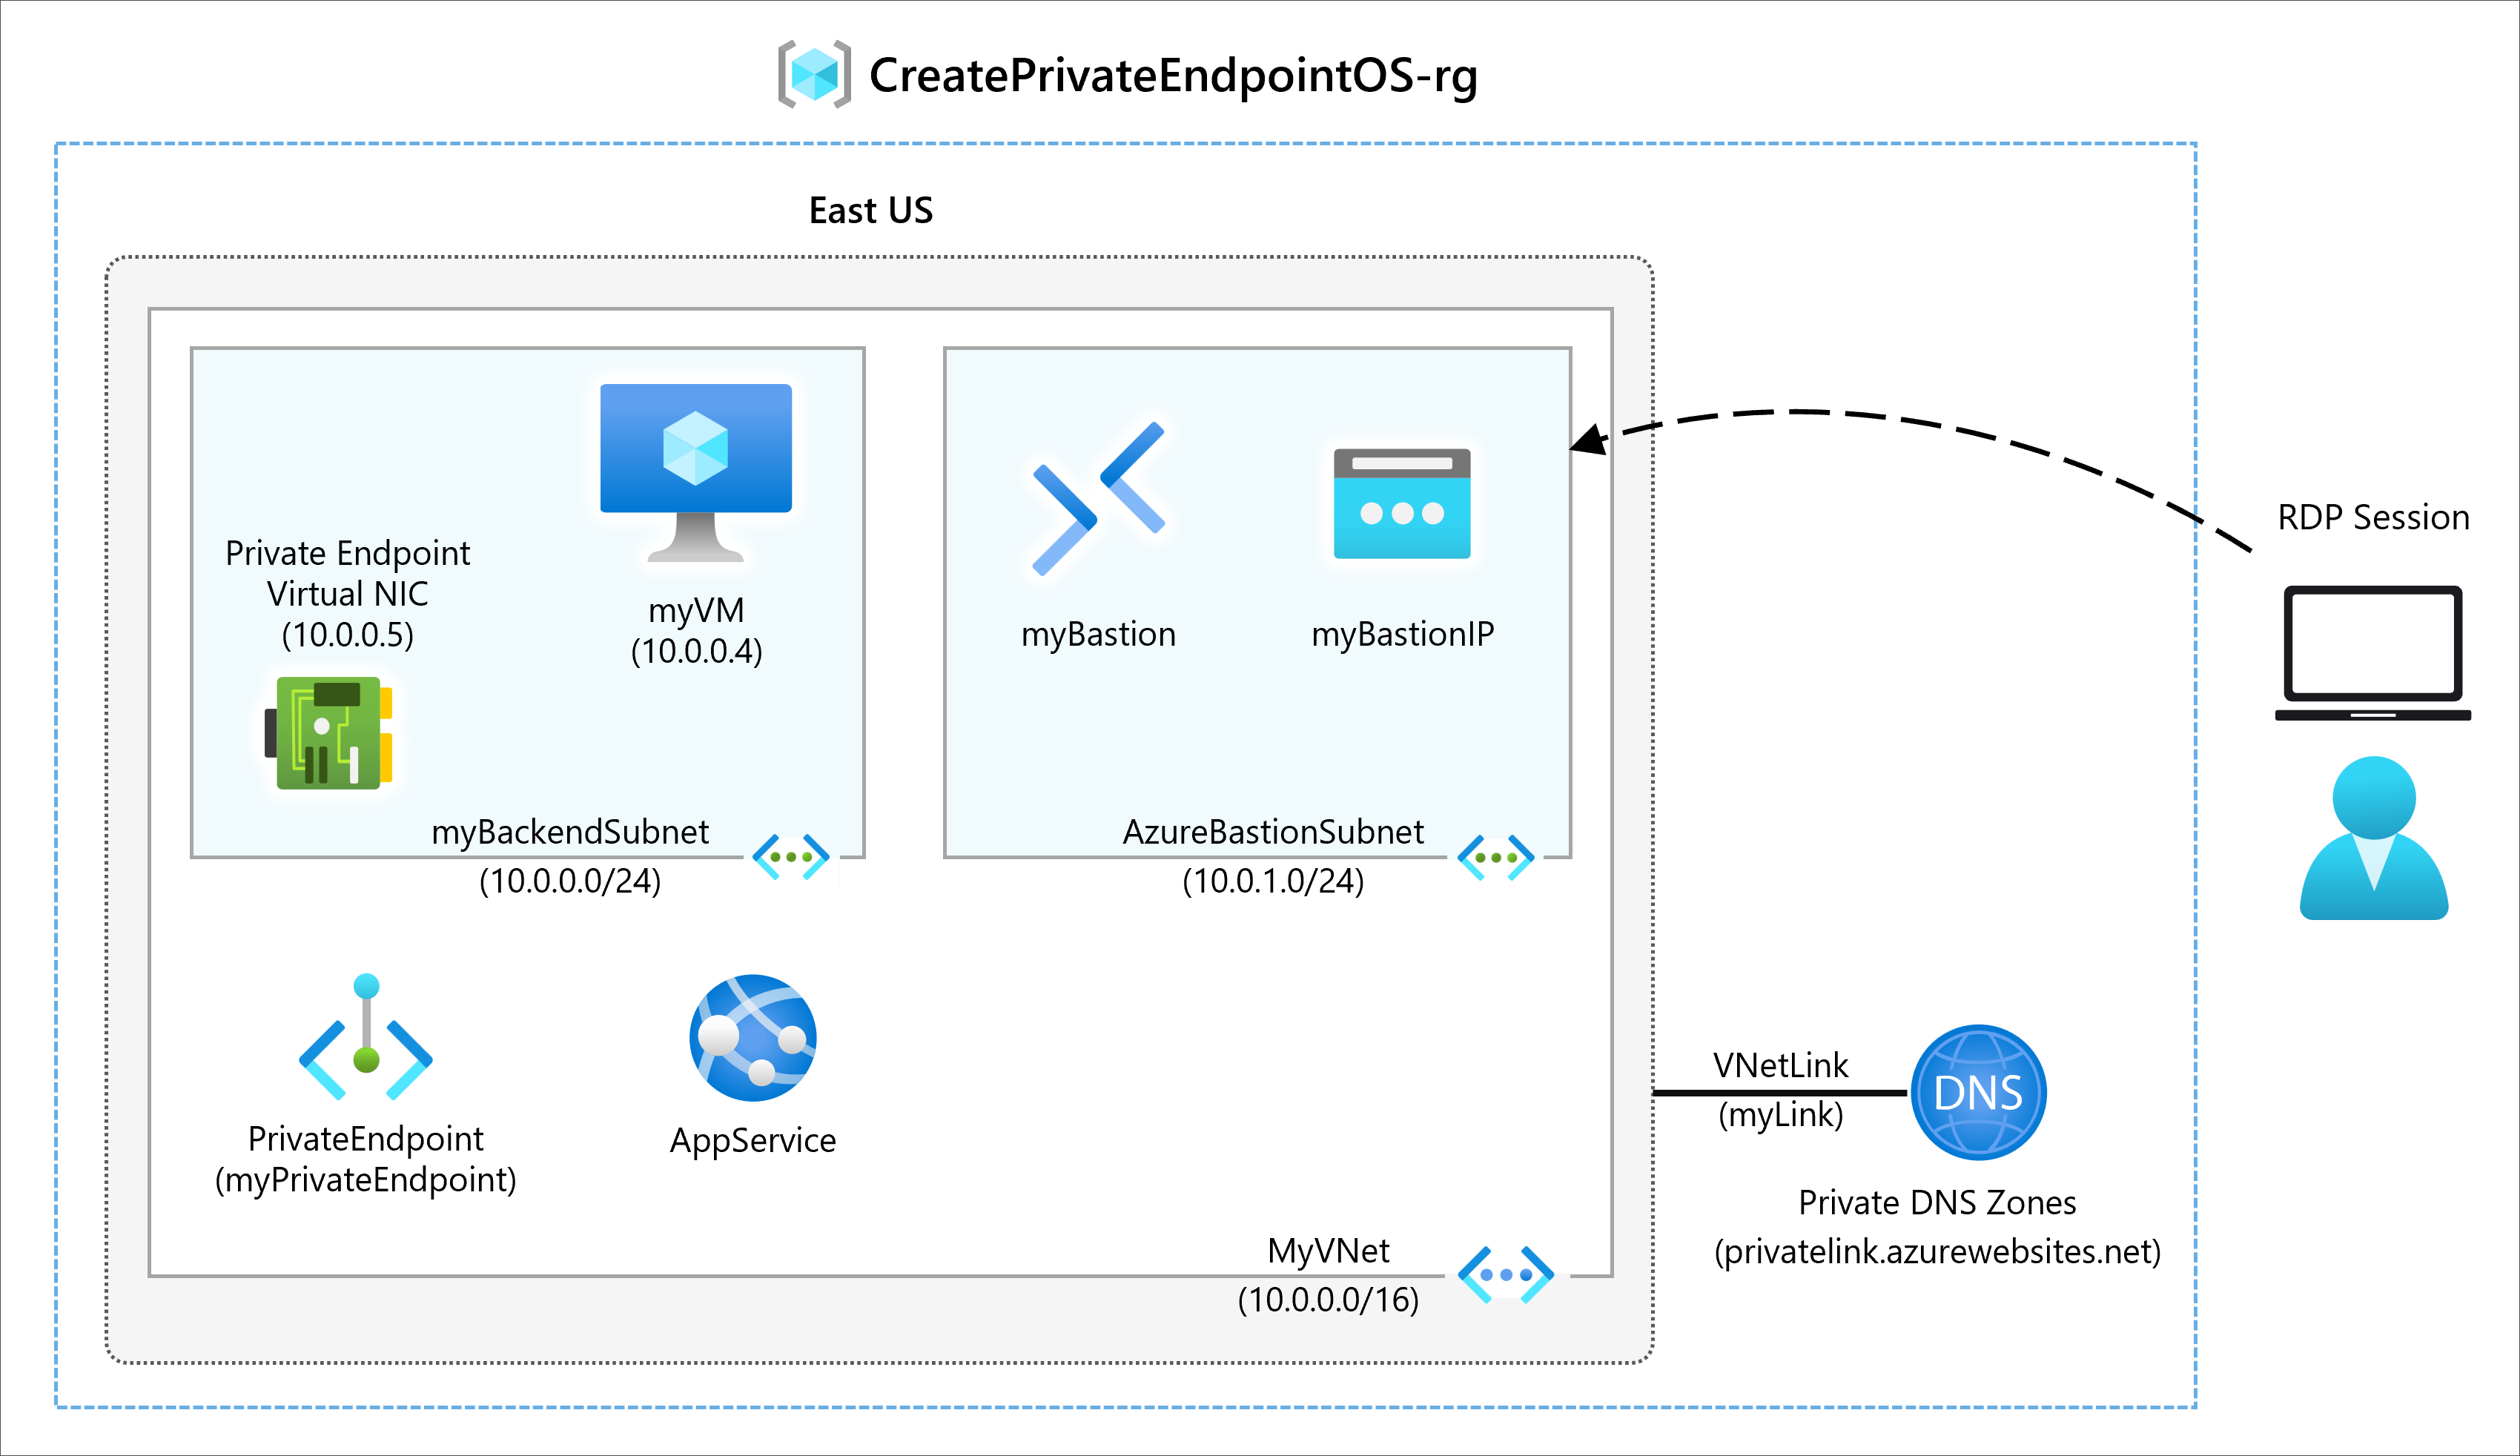 CreatePrivateEndpointOS-rg
East US
Private Endpoint
Virtual NIC
(10.0.0.5)
myVM
(10.0.0.4)
myBackendSubnet
(10.0.0.0/24)
myBastion
myBastionIP
AzureBastionSubnet
(10.0.1.0/24)
RDP Session
PrivateEndpoint
(myPrivateEndpoint)
AppService
MyVNet
(10.0.0.0/16)
VNetLink
(myLink)
DNS
Private DNS Zones
(privatelink.azurewebsites.net)